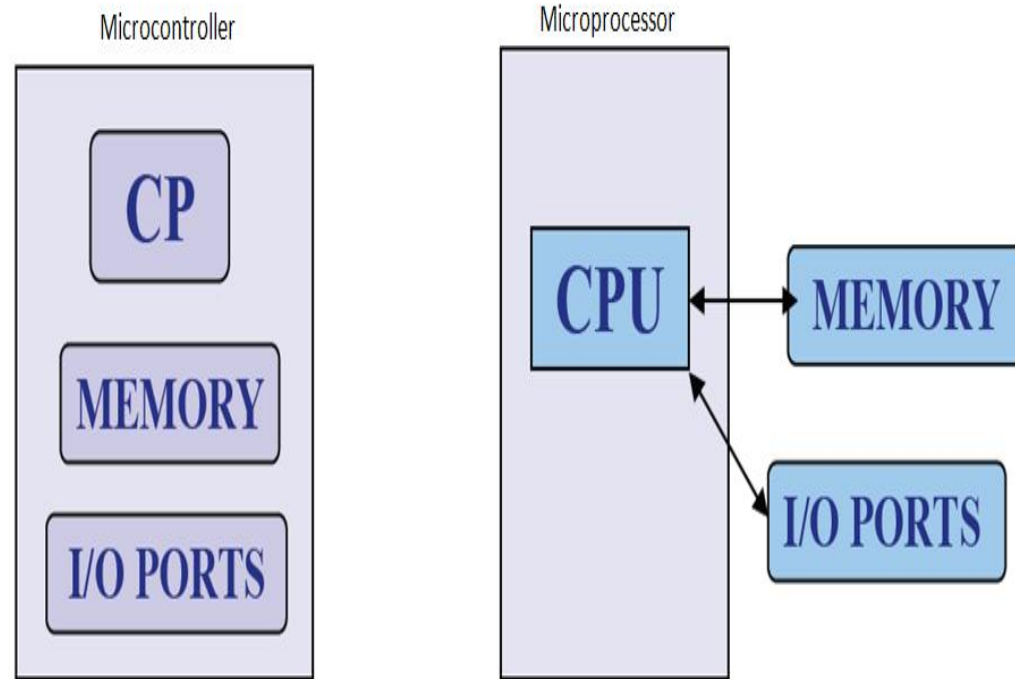 Microcontroller
CP
MEMORY
I/O PORTS
Microprocessor
CPU
MEMORY
I/O PORTS